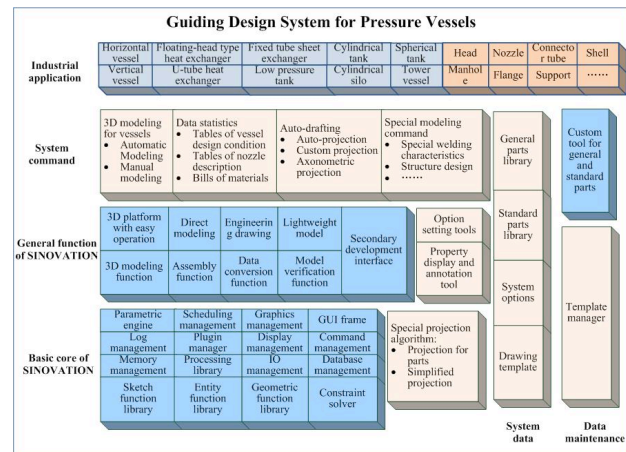 Guiding Design System for Pressure Vessels
Industrial
application
Horizontal
vessel
Floating-head type
heat exchanger
Fixed tube sheet
exchanger
Cylindrical
tank
Spherical
tank
Head
Nozzle
Connecto
r tube
Shell
Vertical
vessel
U-tube heat
exchanger
Low pressure
tank
Cylindrical
silo
Tower
vessel
Manhol
e
Flange
Support
……
System
command
3D modeling
for vessels
• Automatic
Modeling
• Manual
modeling
Data statistics
• Tables of vessel
design condition
• Tables of nozzle
description
• Bills of materials
Auto-drafting
• Auto-projection
• Custom projection
• Axonometric
projection
Special modeling
command
• Special welding
characteristics
• Structure design
• ……
General
parts
library
Custom
tool for
general
and
standard
parts
General function
of SINOVATION
3D platform
with easy
operation
Direct
modeling
Engineerin
g drawing
Lightweight
model
Secondary
development
interface
3D modeling
function
Assembly
function
Data
conversion
function
Model
verification
function
Option
setting tools
Property
display and
annotation
tool
Standard
parts
library
System
options
Template
manager
Basic core of
SINOVATION
Parametric
engine
Scheduling
management
Graphics
management
GUI frame
Log
management
Plugin
manager
Display
management
Command
management
Memory
management
Processing
library
IO
management
Database
management
Sketch
function
library
Entity
function
library
Geometric
function
library
Constraint
solver
Special projection
algorithm:
• Projection for
parts
• Simplified
projection
Drawing
template
System
data
Data
maintenance